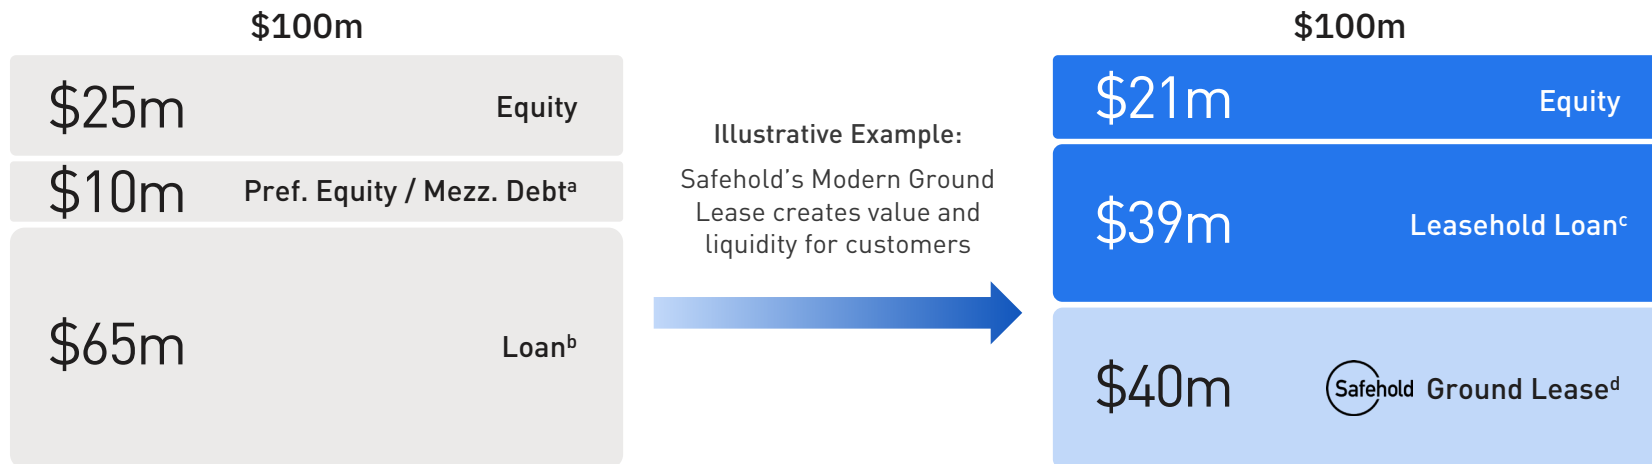 $100m
$25m Equity
$10m Pref. Equity / Mezz. Debtᵃ
$65m Loanᵇ
Illustrative Example:
Safehold’s Modern Ground
Lease creates value and
liquidity for customers
$100m
$21m Equity
$39m Leasehold Loanᶜ
$40m Safehold Ground Leaseᵈ